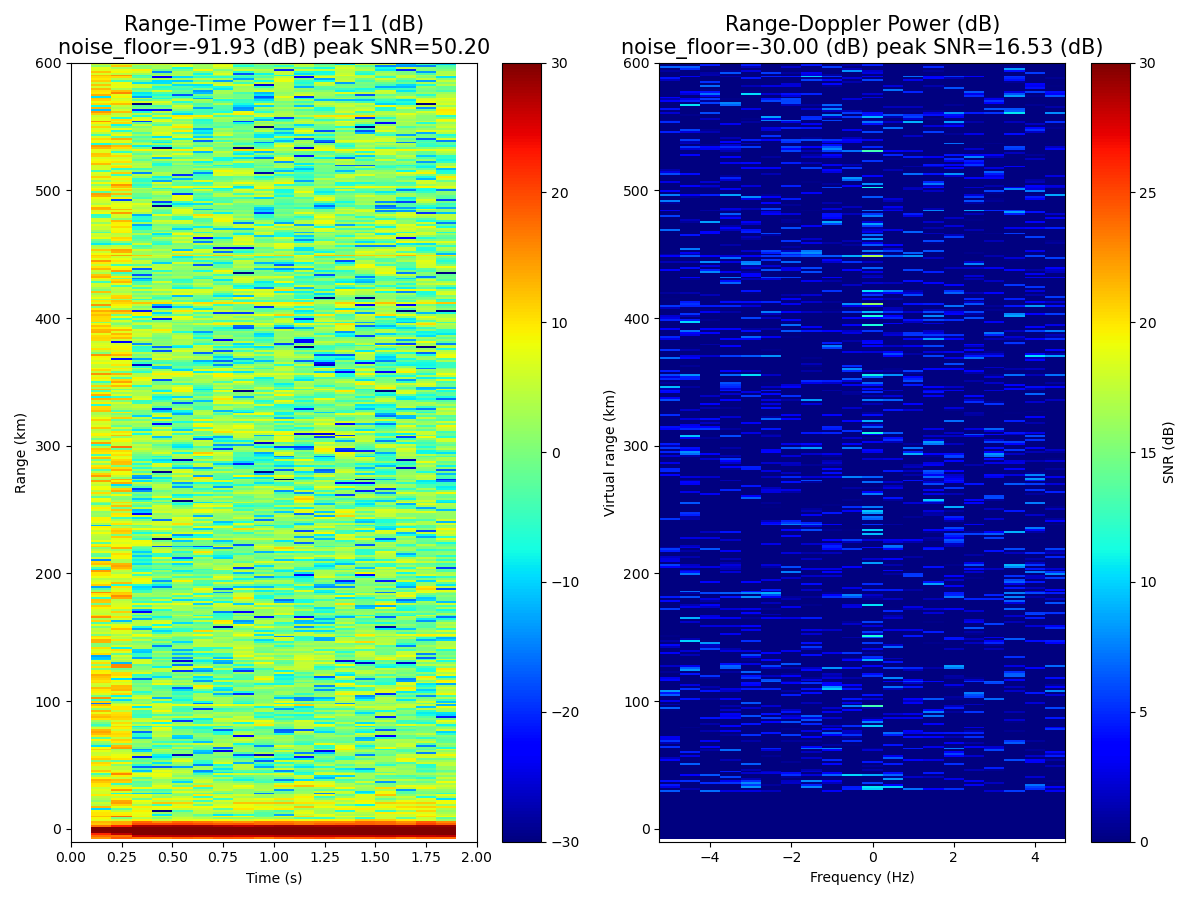 Range-Time Power f=11 (dB)
noise_floor=-91.93 (dB) peak SNR=50.20
600
500
400
300
200
100
0
Range (km)
0.00 0.25 0.50 0.75 1.00 1.25 1.50 1.75 2.00
Time (s)
30
20
10
0
−10
−20
−30
Range-Doppler Power (dB)
noise_floor=-30.00 (dB) peak SNR=16.53 (dB)
600
500
400
300
200
100
0
Virtual range (km)
−4 −2 0 2 4
Frequency (Hz)
30
25
20
15
10
5
0
SNR (dB)